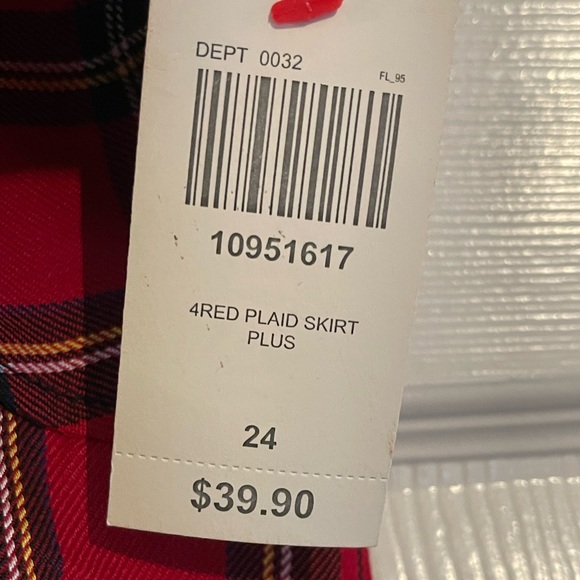 DEPT 0032
FL_95
10951617
4RED PLAID SKIRT
PLUS
24
$39.90